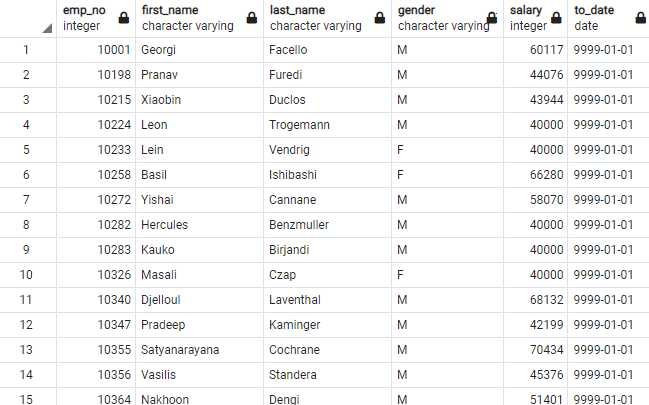 emp_no first_name last_name gender salary to_date
integer character varying character varying character varying integer date
1 10001 Georgi Facello M 60117 9999-01-01
2 10198 Pranav Furedi M 44076 9999-01-01
3 10215 Xiaobin Duclos M 43944 9999-01-01
4 10224 Leon Trogemann M 40000 9999-01-01
5 10233 Lein Vendrig F 40000 9999-01-01
6 10258 Basil Ishibashi F 66280 9999-01-01
7 10272 Yishai Cannane M 58070 9999-01-01
8 10282 Hercules Benzmuller M 40000 9999-01-01
9 10283 Kauko Birjandi M 40000 9999-01-01
10 10326 Masali Czap F 40000 9999-01-01
11 10340 Djelloul Laventhal M 68132 9999-01-01
12 10347 Pradeep Kaminger M 42199 9999-01-01
13 10355 Satyanarayana Cochrane M 70434 9999-01-01
14 10356 Vasilis Standera M 45376 9999-01-01
15 10364 Nakhoon Dengi M 51401 9999-01-01